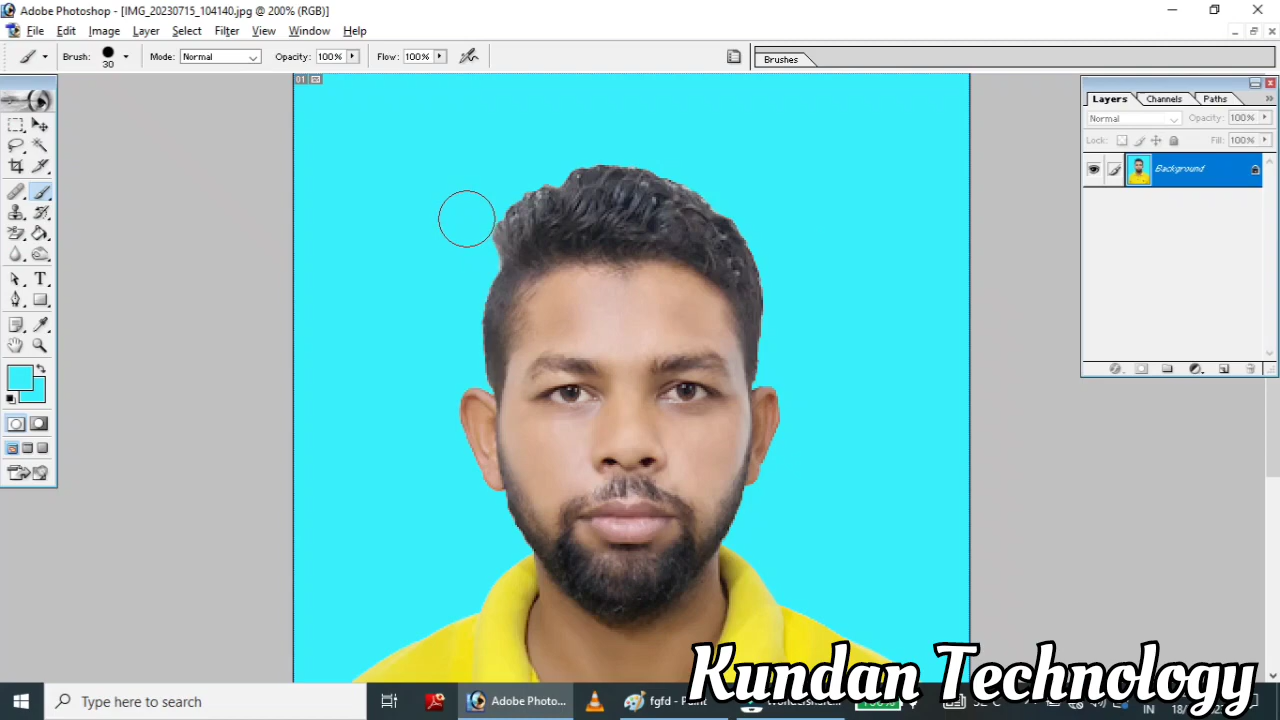 Adobe Photoshop - [IMG_20230715_104140.jpg @ 200% (RGB)]
File Edit Image Layer Select Filter View Window Help
Brush: 30 Mode: Normal Opacity: 100% Flow: 100% Brushes
01
Layers Channels Paths
Normal Opacity: 100%
Lock: Fill: 100%
Background
T
Kundan Technology
Type here to search Adobe Photo... fgfd - Paint
IN